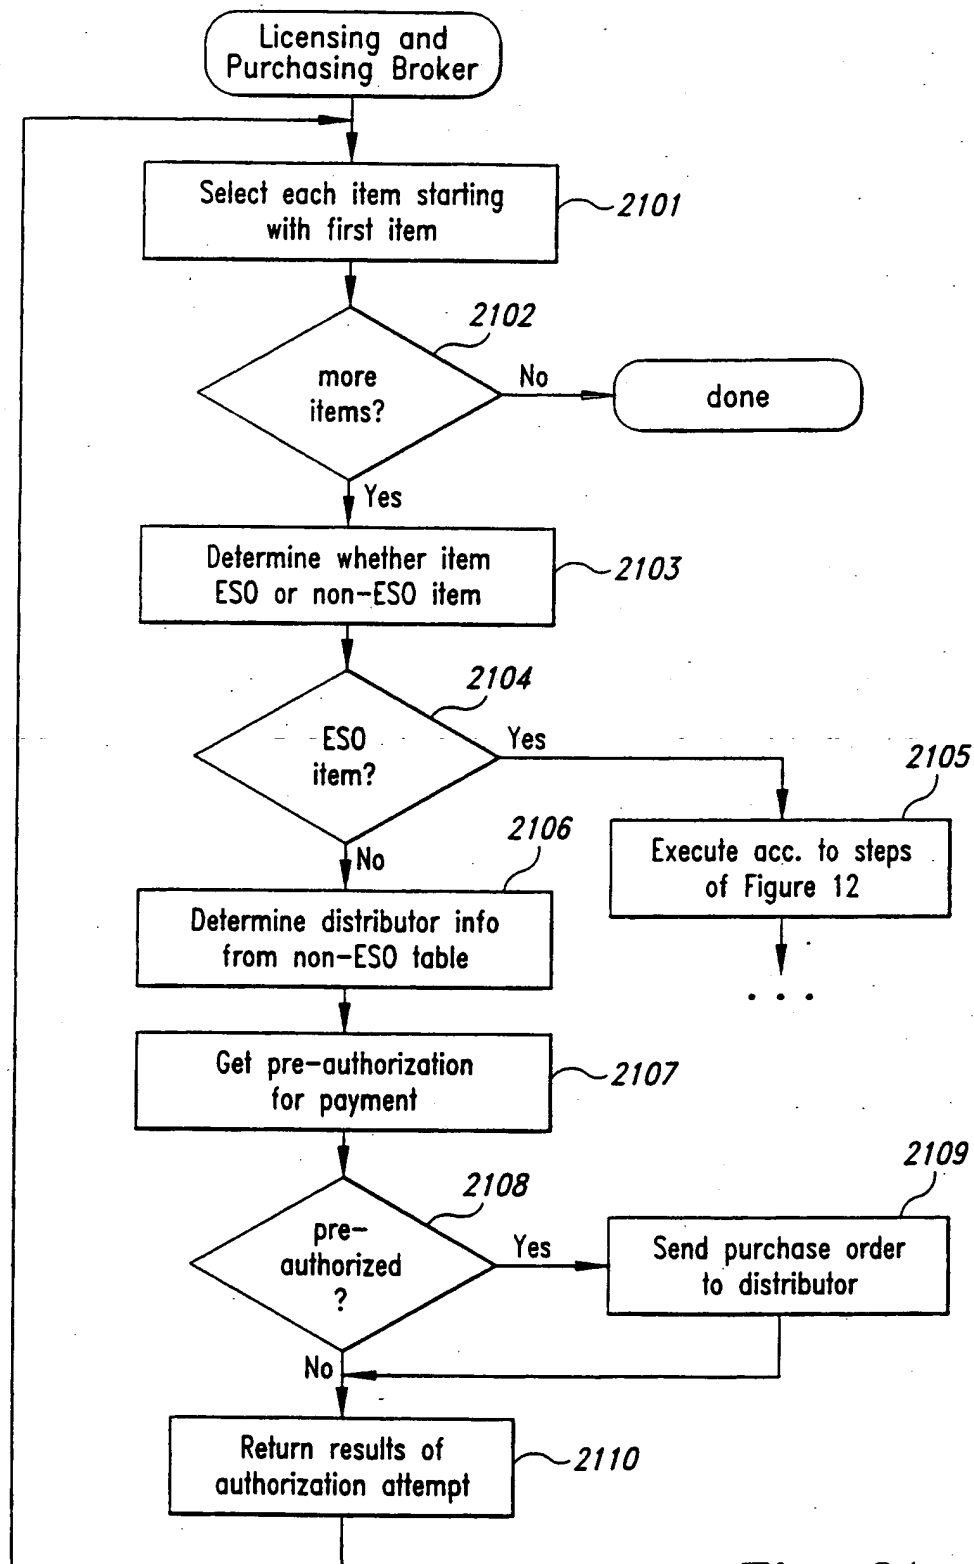 Licensing and
Purchasing Broker
Select each item starting
with first item
2101
2102
more
items?
No
done
Yes
Determine whether item
ESO or non-ESO item
2103
2104
ESO
item?
Yes
2105
Execute acc. to steps
of Figure 12
. . .
No
2106
Determine distributor info
from non-ESO table
Get pre-authorization
for payment
2107
2108
pre-
authorized
?
Yes
2109
Send purchase order
to distributor
No
Return results of
authorization attempt
2110